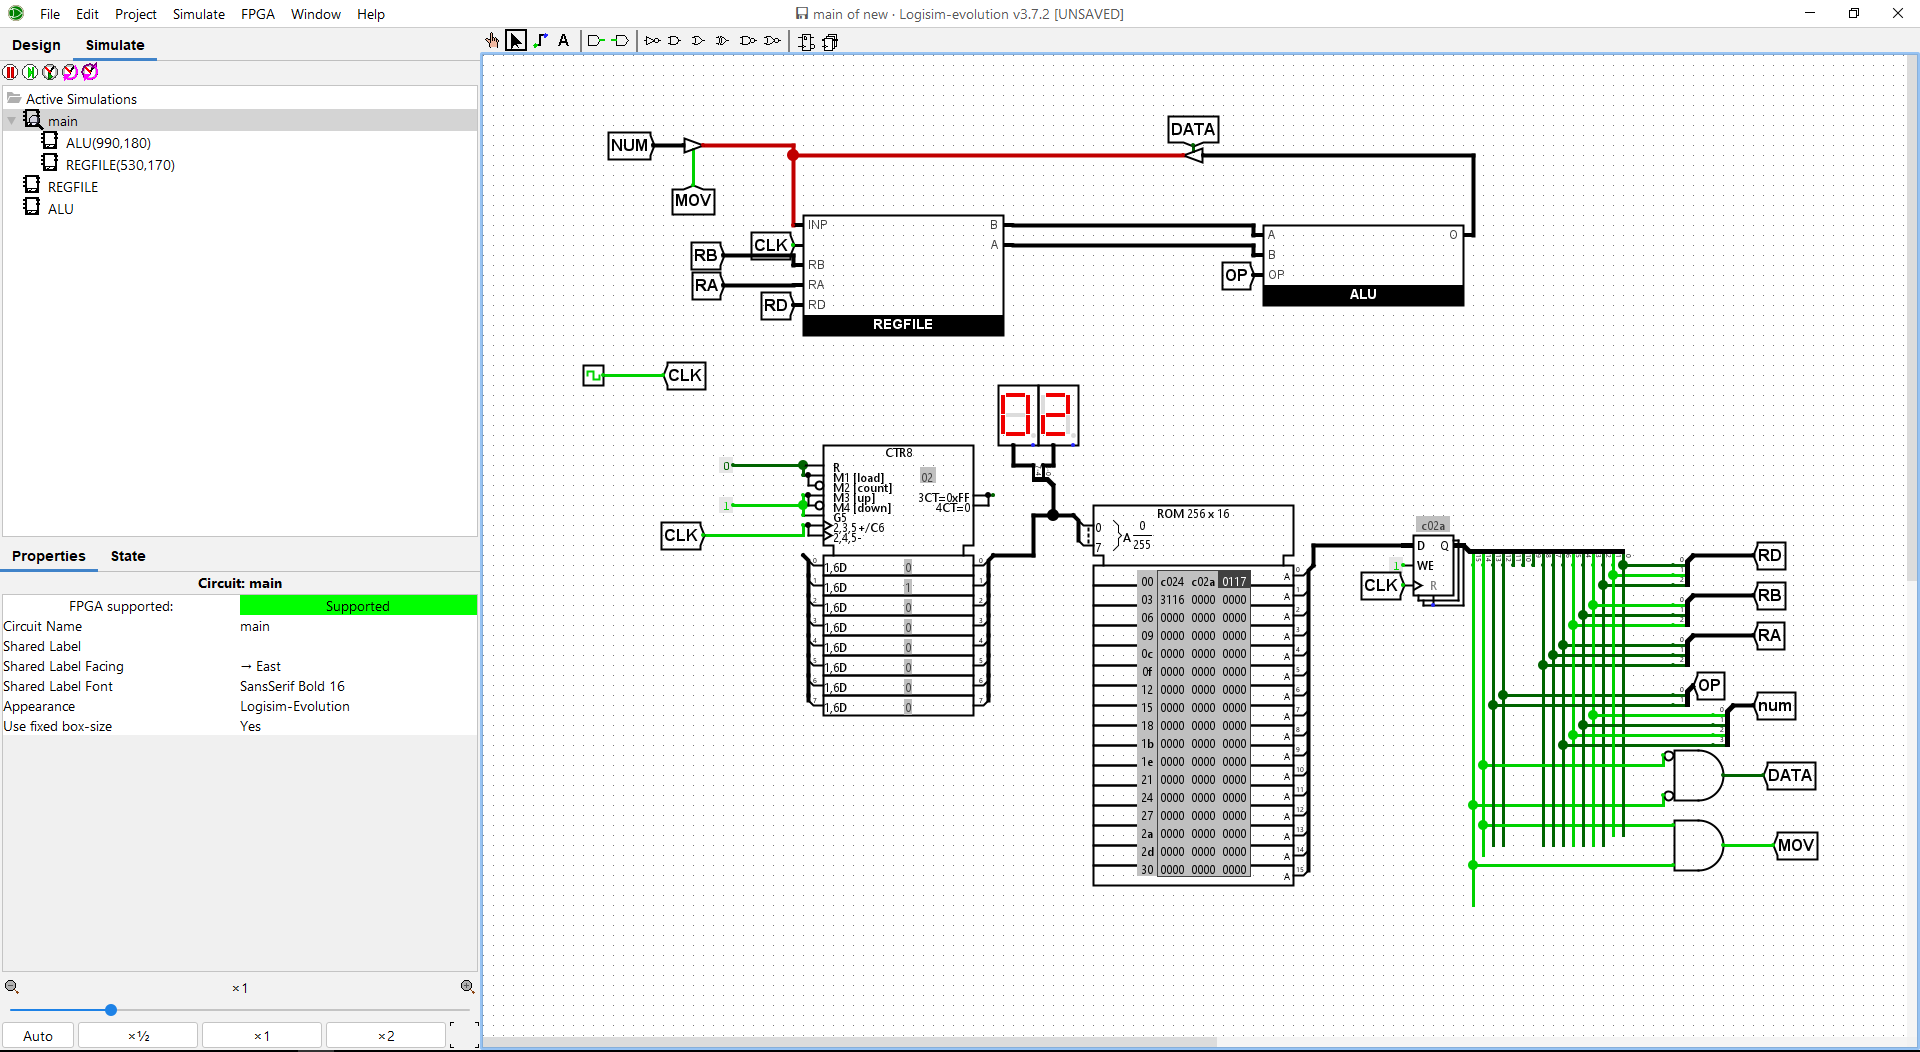 main of new · Logisim-evolution v3.7.2 [UNSAVED]
File Edit Project Simulate FPGA Window Help
Design Simulate
Active Simulations
main
ALU(990,180)
REGFILE(530,170)
REGFILE
ALU
Properties State
Circuit: main
FPGA supported: Supported
Circuit Name main
Shared Label
Shared Label Facing → East
Shared Label Font SansSerif Bold 16
Appearance Logisim-Evolution
Use fixed box-size Yes
×1
Auto ×½ ×1 ×2
NUM
MOV
DATA
CLK
RB
RA
RD
INP B
A
RB
RA
RD
REGFILE
OP
A O
B
OP
ALU
CLK
02
0
1
CLK
CTR8
R
M1 [load] 02
M2 [count]
M3 [up] 3CT=0xFF
M4 [down] 4CT=0
G5
2,3,5+/C6
2,4,5-
1,6D 0
1,6D 1
1,6D 0
1,6D 0
1,6D 0
1,6D 0
1,6D 0
1,6D 0
ROM 256 x 16
0 0
A
7 255
00 c024 c02a 0117 A
03 3116 0000 0000 A
06 0000 0000 0000 A
09 0000 0000 0000 A
0c 0000 0000 0000 A
0f 0000 0000 0000 A
12 0000 0000 0000 A
15 0000 0000 0000 A
18 0000 0000 0000 A
1b 0000 0000 0000 A
1e 0000 0000 0000 A
21 0000 0000 0000 A
24 0000 0000 0000 A
27 0000 0000 0000 A
2a 0000 0000 0000 A
2d 0000 0000 0000 A
30 0000 0000 0000 A
c02a
D Q
1 WE
CLK R
RD
RB
RA
OP
num
DATA
MOV